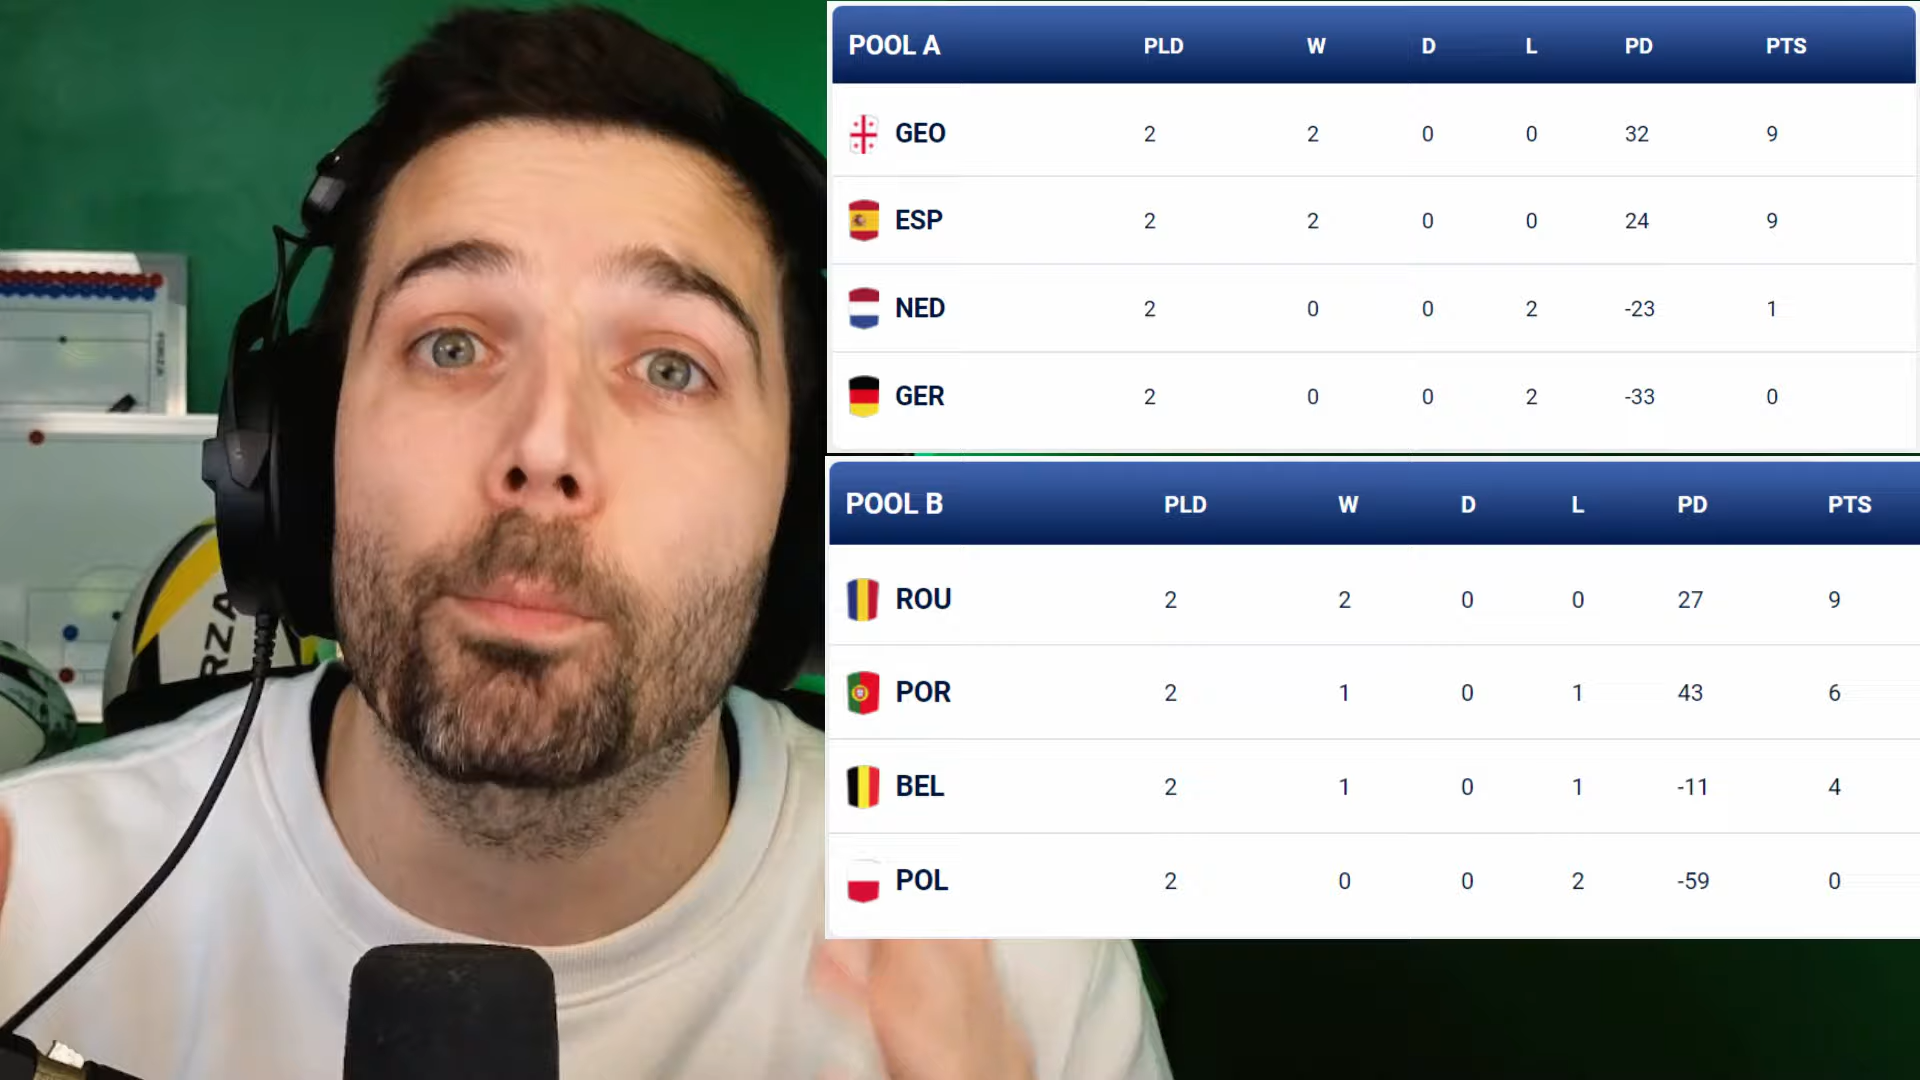 POOL A PLD W D L PD PTS
GEO 2 2 0 0 32 9
ESP 2 2 0 0 24 9
NED 2 0 0 2 -23 1
GER 2 0 0 2 -33 0
POOL B PLD W D L PD PTS
ROU 2 2 0 0 27 9
POR 2 1 0 1 43 6
BEL 2 1 0 1 -11 4
POL 2 0 0 2 -59 0
FORZA
RZA